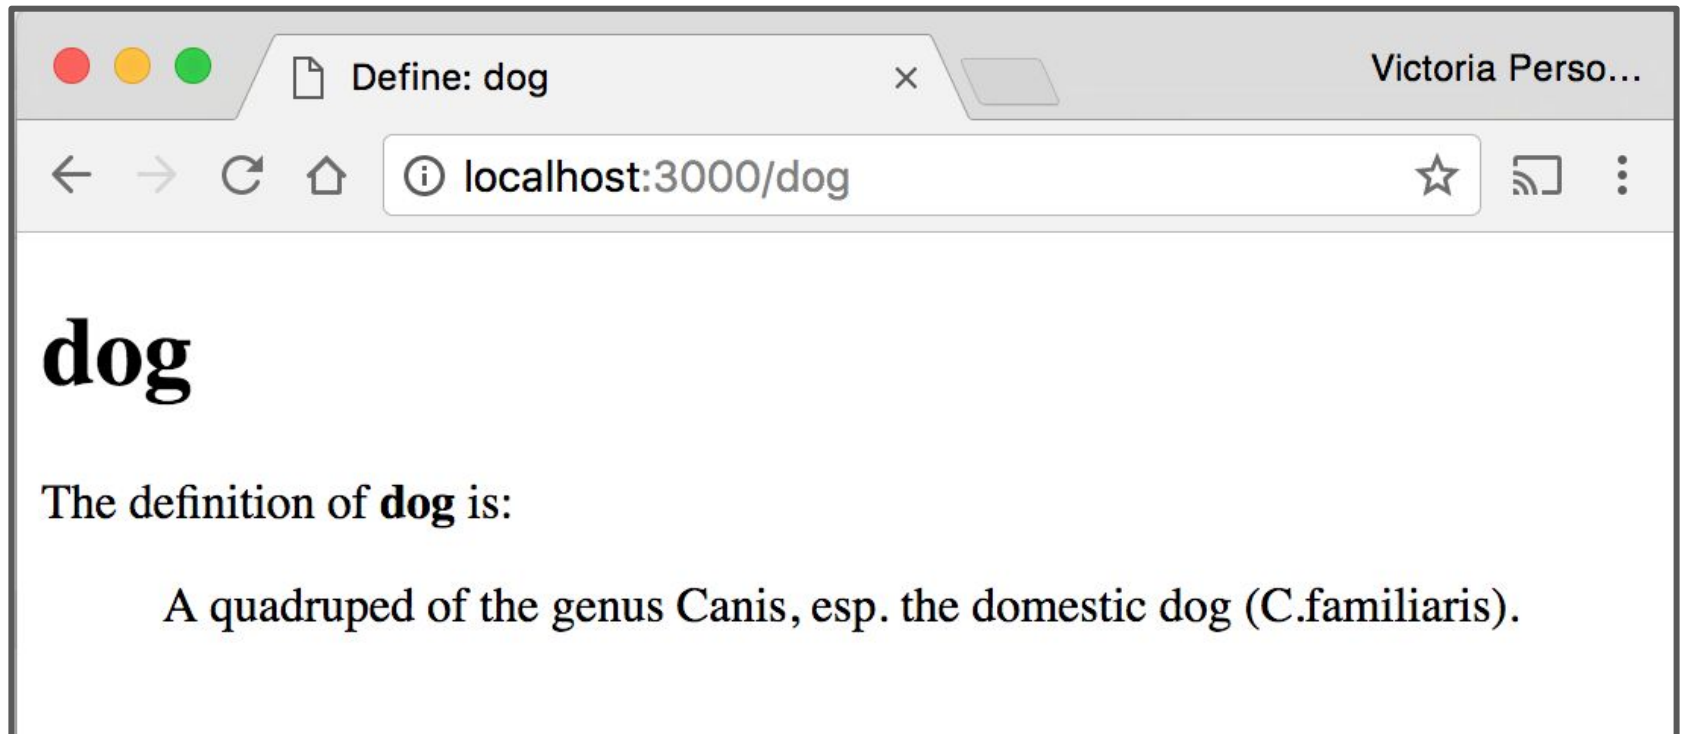 Define: dog
Victoria Perso...
localhost:3000/dog
dog
The definition of dog is:
A quadruped of the genus Canis, esp. the domestic dog (C.familiaris).